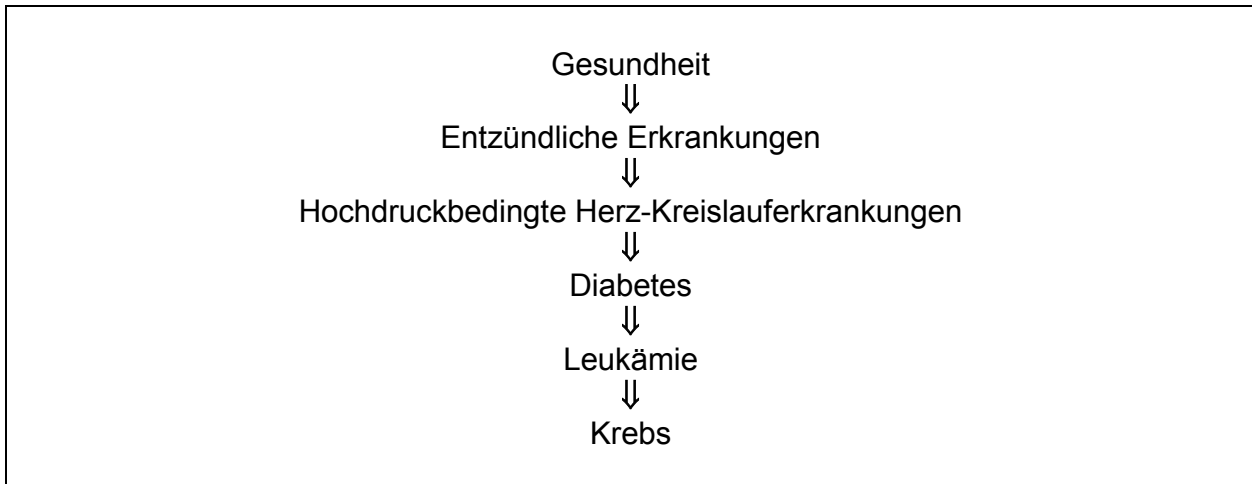 Gesundheit
⇓
Entzündliche Erkrankungen
⇓
Hochdruckbedingte Herz-Kreislauferkrankungen
⇓
Diabetes
⇓
Leukämie
⇓
Krebs